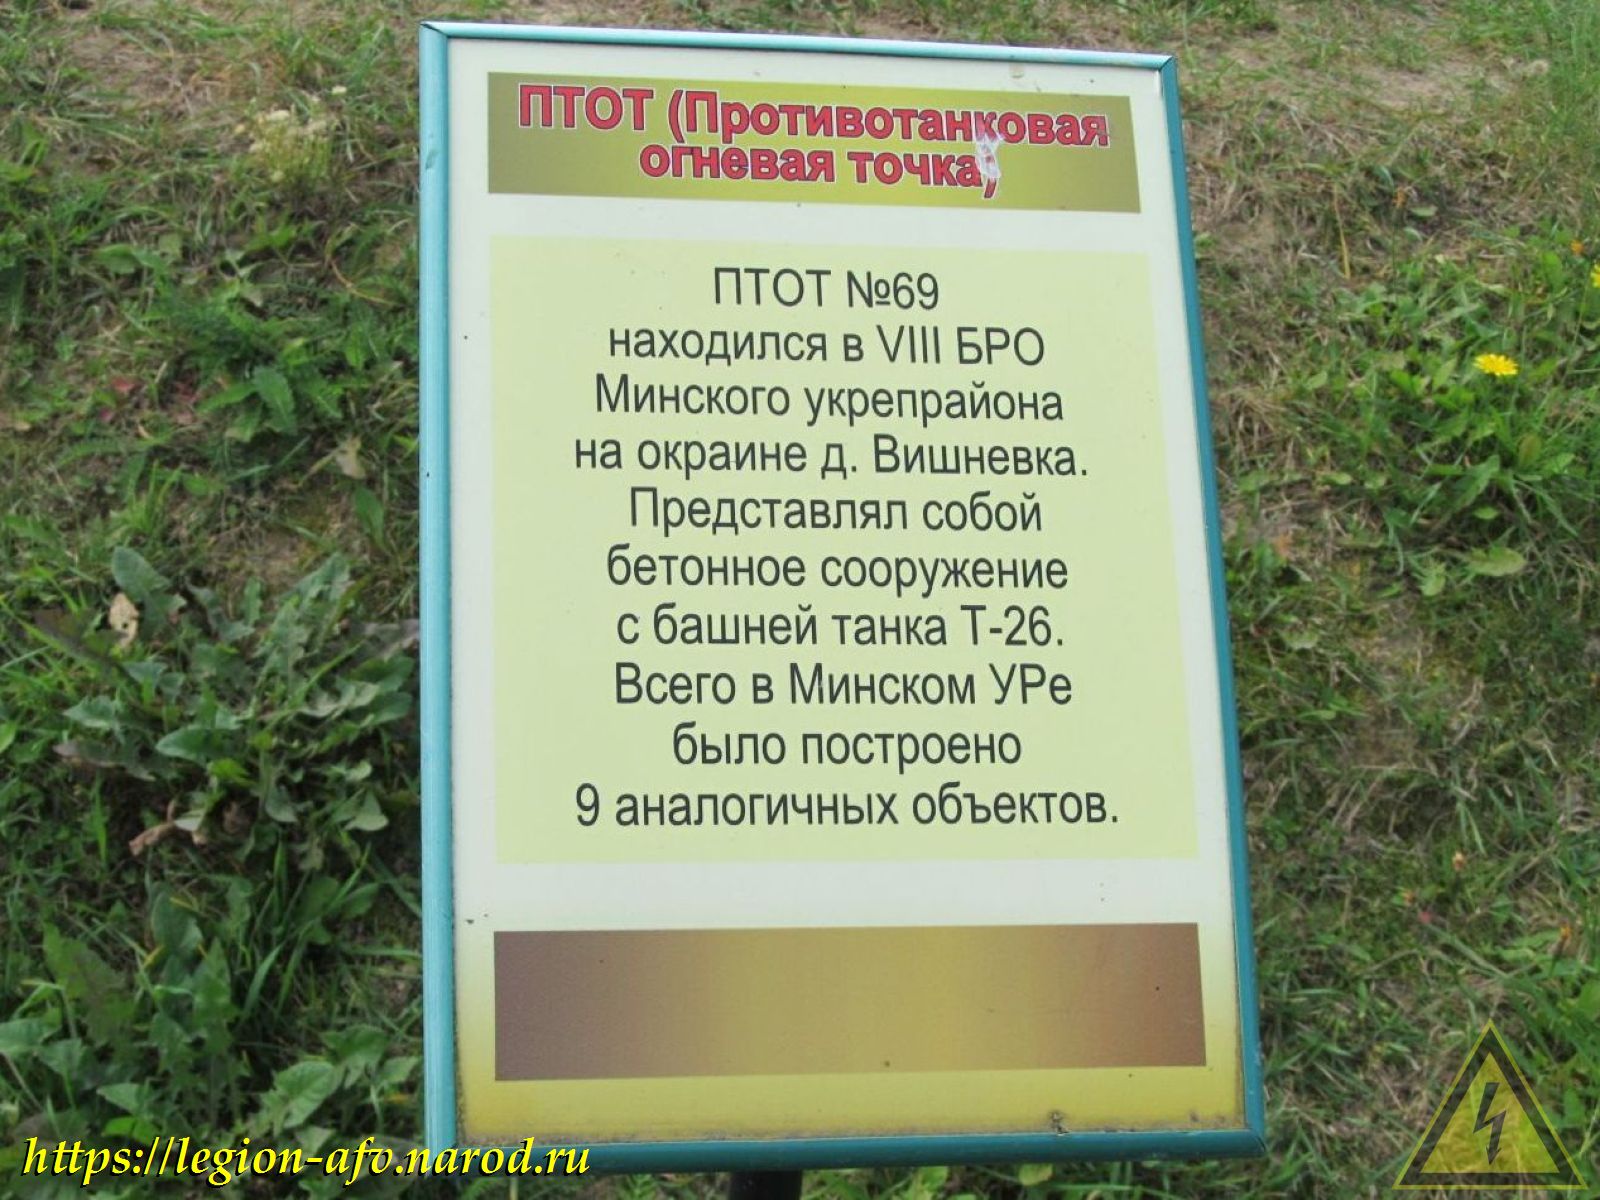 ПТОТ (Противотанковая
огневая точка)
ПТОТ №69
находился в VIII БРО
Минского укрепрайона
на окраине д. Вишневка.
Представлял собой
бетонное сооружение
с башней танка Т-26.
Всего в Минском УРе
было построено
9 аналогичных объектов.
https://legion-afv.narod.ru